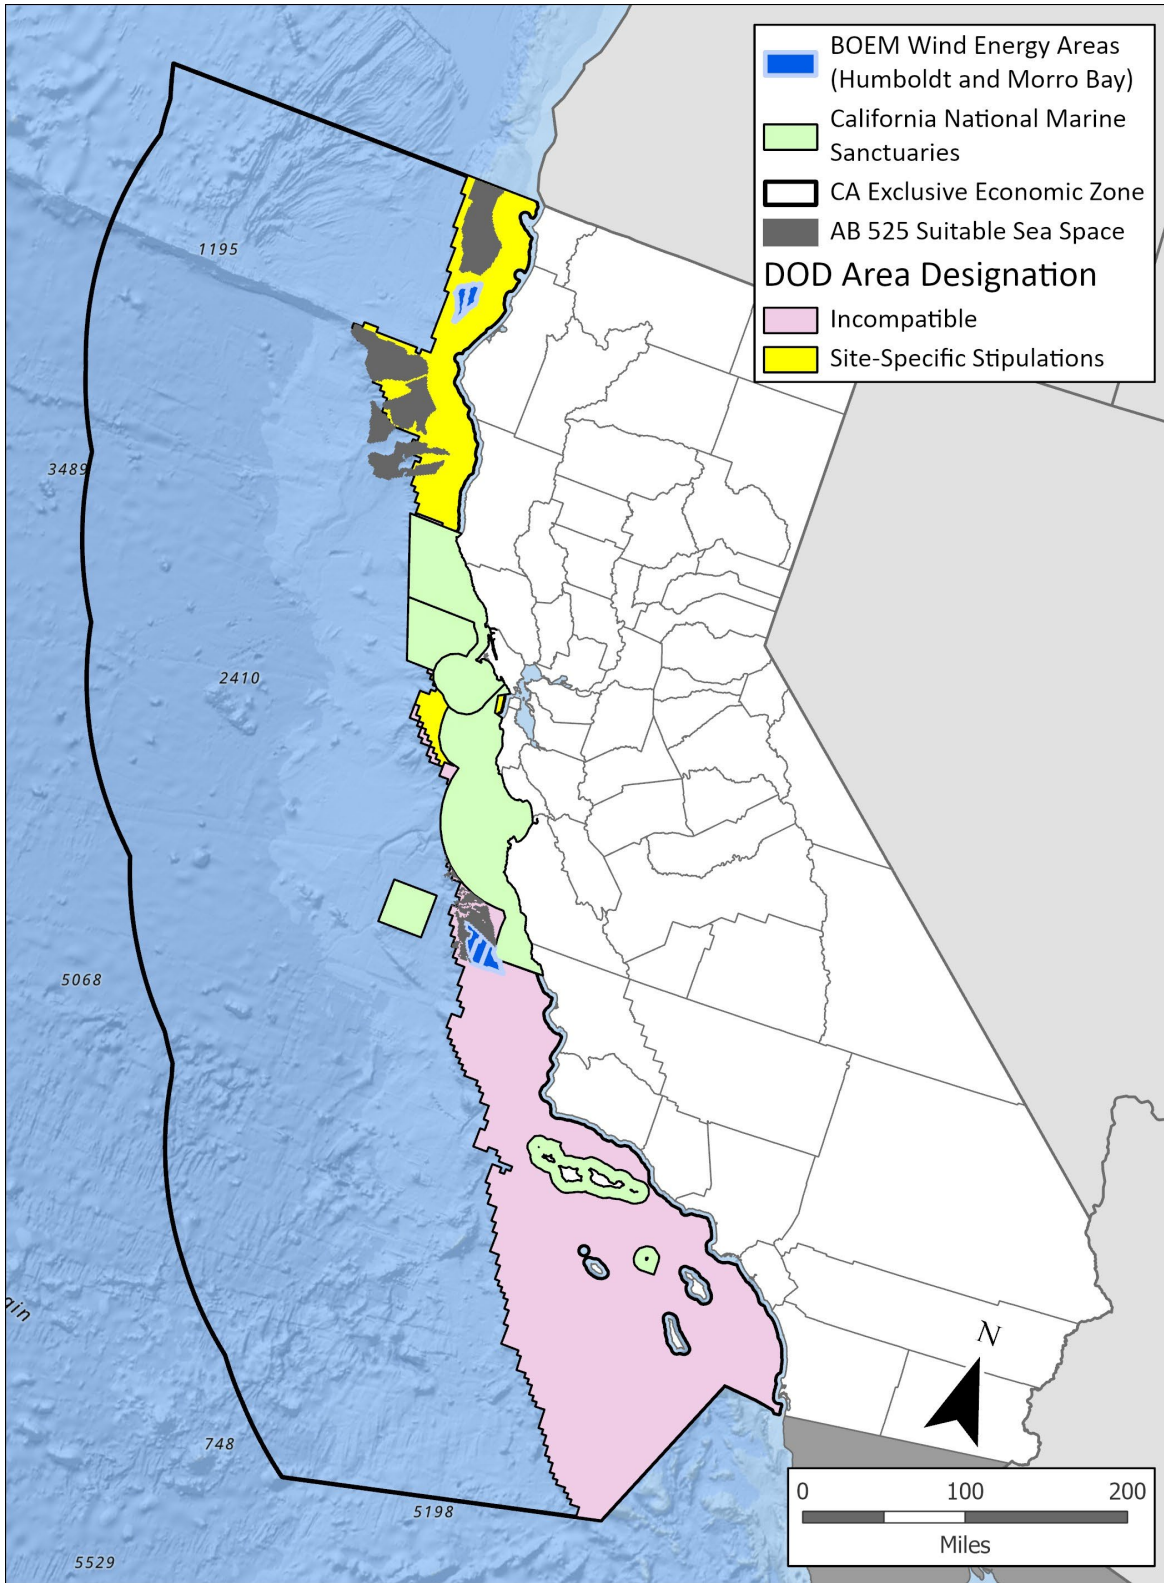 BOEM Wind Energy Areas
(Humboldt and Morro Bay)
California National Marine
Sanctuaries
CA Exclusive Economic Zone
AB 525 Suitable Sea Space
DOD Area Designation
Incompatible
Site-Specific Stipulations
1195
3489
2410
5068
gin
748
5198
5529
N
0 100 200
Miles